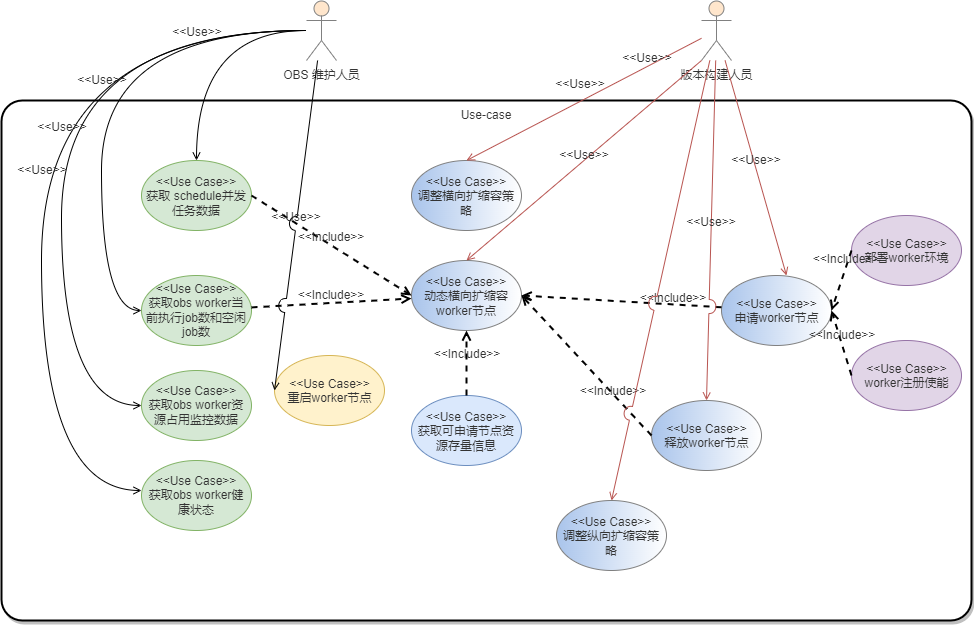 <<Use>>
<<Use>>
<<Use>>
<<Use>>
OBS 维护人员
版本构建人员
<<Use>>
<<Use>>
Use-case
<<Use>>
<<Use>>
<<Use>>
<<Use>>
<<Use Case>>
获取 schedule并发
任务数据
<<Use Case>>
调整横向扩缩容策
略
<<Include>>
<<Use Case>>
部署worker环境
<<Include>>
<<Use Case>>
获取obs worker当
前执行job数和空闲
job数
<<Include>>
<<Use Case>>
动态横向扩缩容
worker节点
<<Include>>
<<Use Case>>
申请worker节点
<<Include>>
<<Use Case>>
worker注册使能
<<Include>>
<<Use Case>>
获取obs worker资
源占用监控数据
<<Use Case>>
重启worker节点
<<Include>>
<<Use Case>>
获取可申请节点资
源存量信息
<<Use Case>>
释放worker节点
<<Use Case>>
获取obs worker健
康状态
<<Use Case>>
调整纵向扩缩容策
略